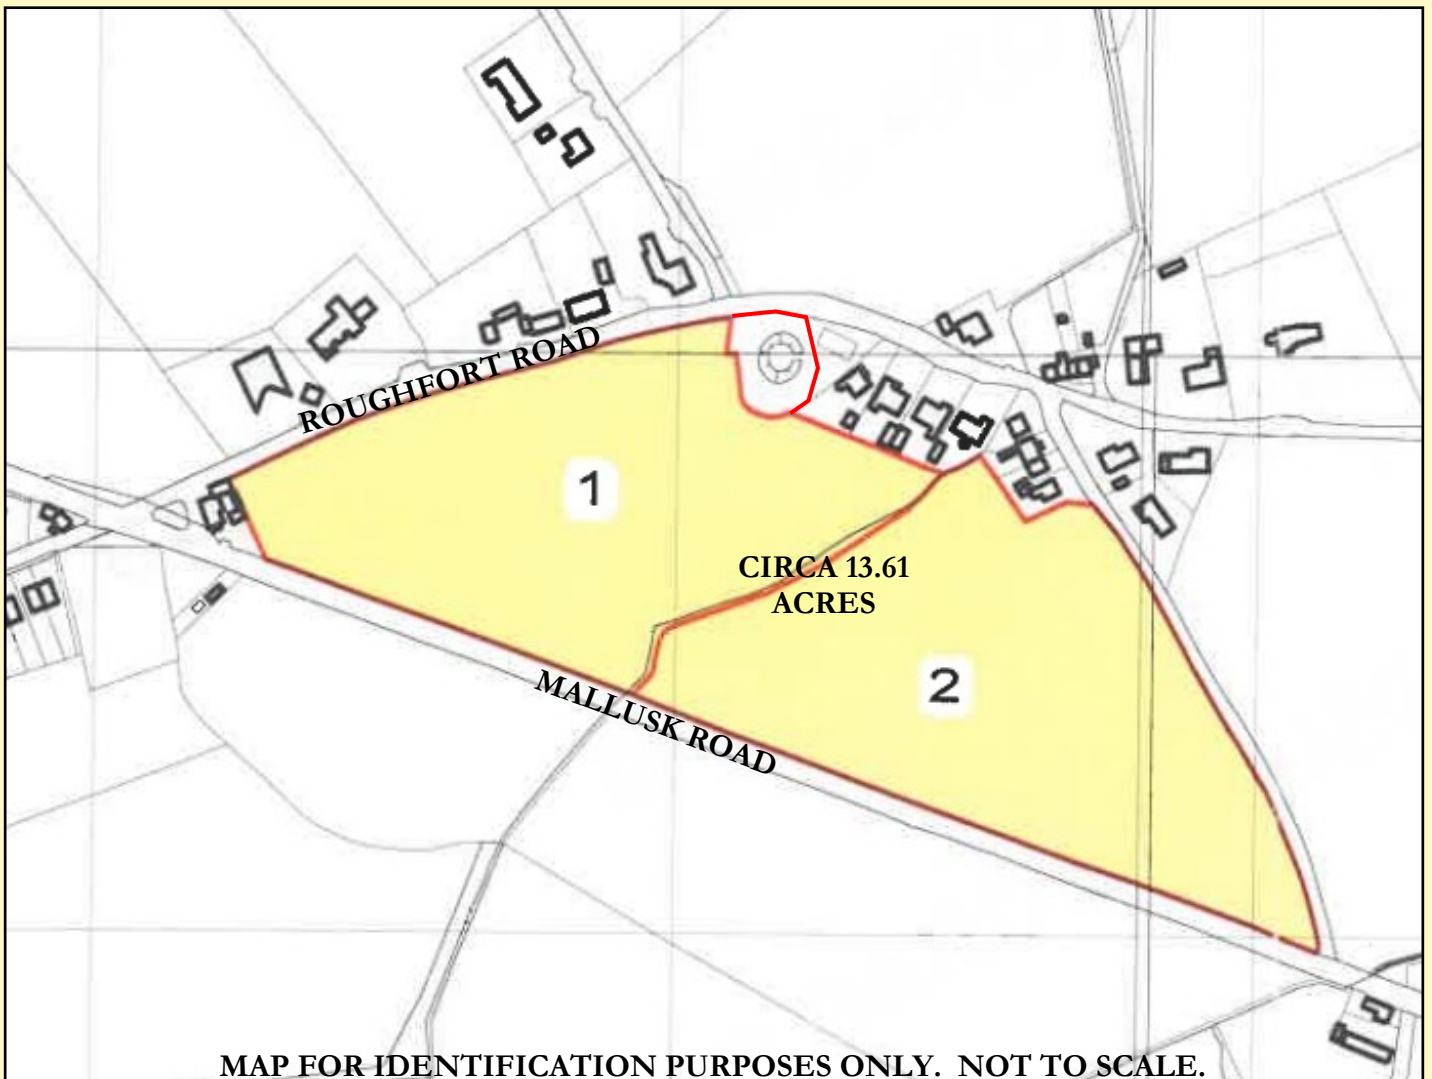 ROUGHFORT ROAD
1
CIRCA 13.61
ACRES
2
MALLUSK ROAD
MAP FOR IDENTIFICATION PURPOSES ONLY.  NOT TO SCALE.